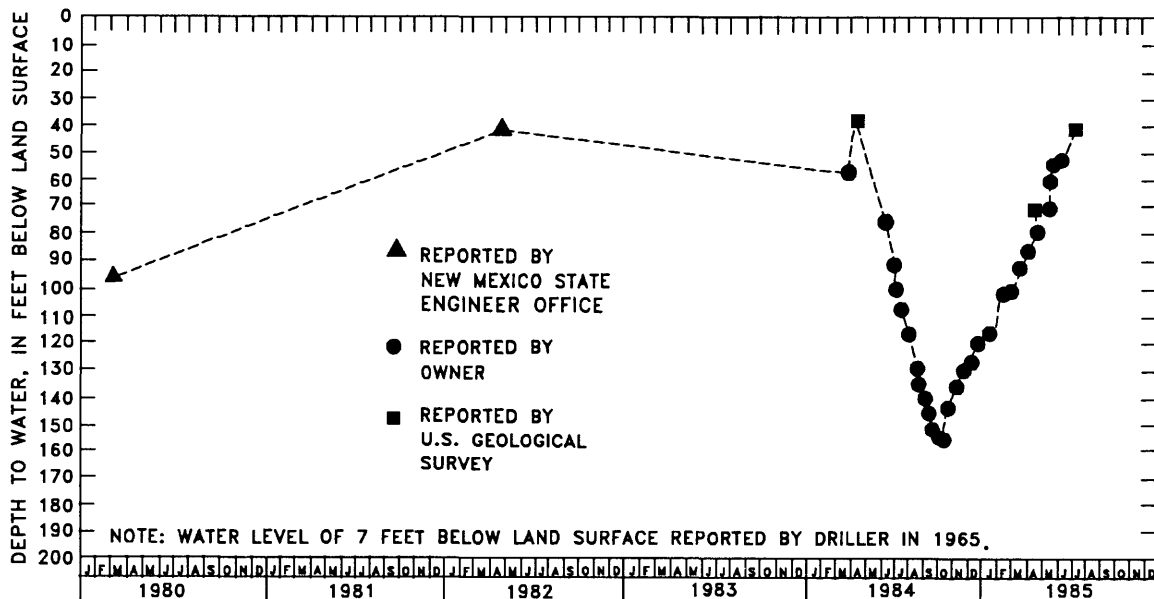 DEPTH TO WATER, IN FEET BELOW LAND SURFACE
0
10
20
30
40
50
60
70
80
90
100
110
120
130
140
150
160
170
180
190
200
REPORTED BY
NEW MEXICO STATE
ENGINEER OFFICE
REPORTED BY
OWNER
REPORTED BY
U.S. GEOLOGICAL
SURVEY
NOTE: WATER LEVEL OF 7 FEET BELOW LAND SURFACE REPORTED BY DRILLER IN 1965.
J F M A M J J A S O N D J F M A M J J A S O N D J F M A M J J A S O N D J F M A M J J A S O N D J F M A M J J A S O N D J F M A M J J A S O N D
1980 1981 1982 1983 1984 1985